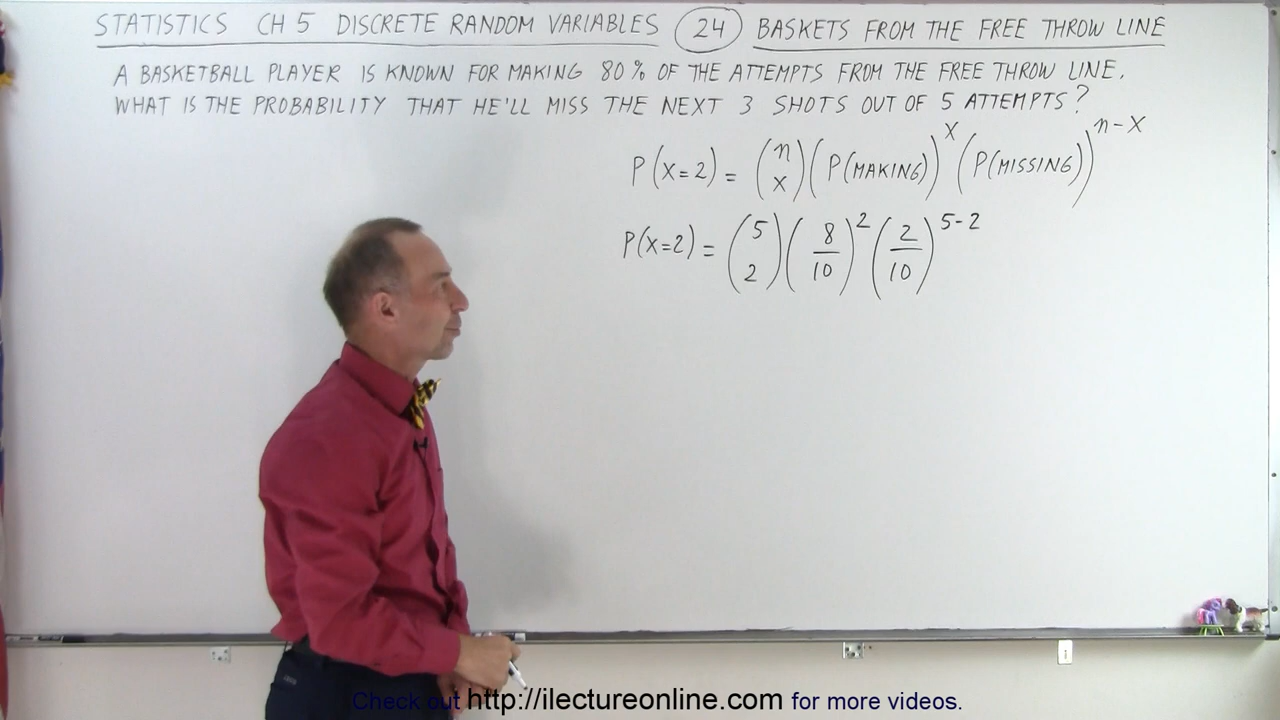 STATISTICS CH 5 DISCRETE RANDOM VARIABLES 24 BASKETS FROM THE FREE THROW LINE
A BASKETBALL PLAYER IS KNOWN FOR MAKING 80% OF THE ATTEMPTS FROM THE FREE THROW LINE.
WHAT IS THE PROBABILITY THAT HE'LL MISS THE NEXT 3 SHOTS OUT OF 5 ATTEMPTS?
P(X=2) = (n x)(P(MAKING))^X (P(MISSING))^n-X
P(X=2) = (5 2)(8/10)^2 (2/10)^5-2
Check out http://ilectureonline.com for more videos.